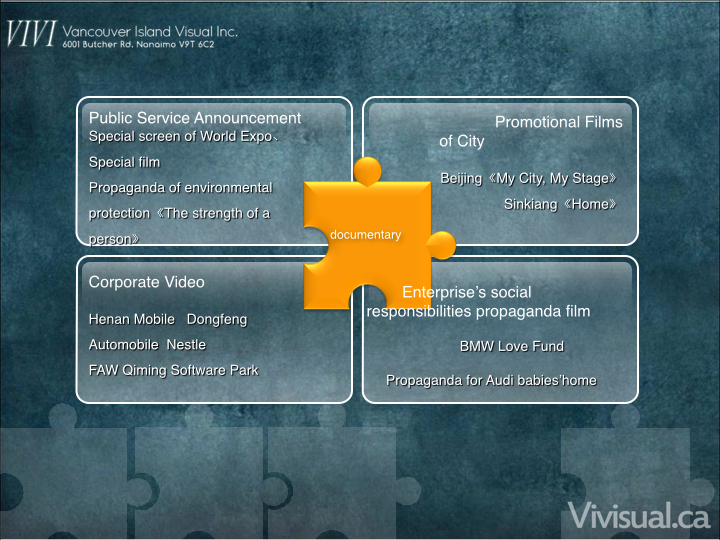 VIVI Vancouver Island Visual Inc.
6001 Butcher Rd. Nanaimo V9T 6C2
Public Service Announcement
Special screen of World Expo、
Special film
Propaganda of environmental
protection《The strength of a
person》
Promotional Films
of City
Beijing《My City, My Stage》
Sinkiang《Home》
documentary
Corporate Video
Henan Mobile   Dongfeng
Automobile  Nestle
FAW Qiming Software Park
Enterprise’s social
responsibilities propaganda film
BMW Love Fund
Propaganda for Audi babies’home
Vivisual.ca